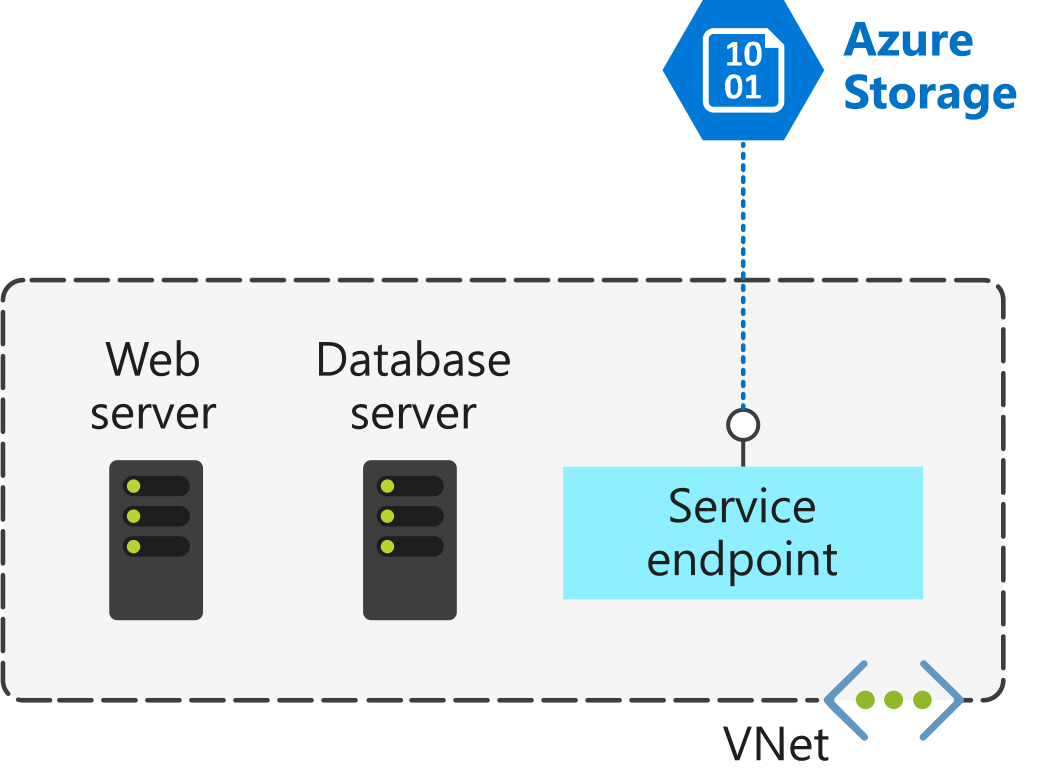 10
01
Azure
Storage
Web
server
Database
server
Service
endpoint
VNet